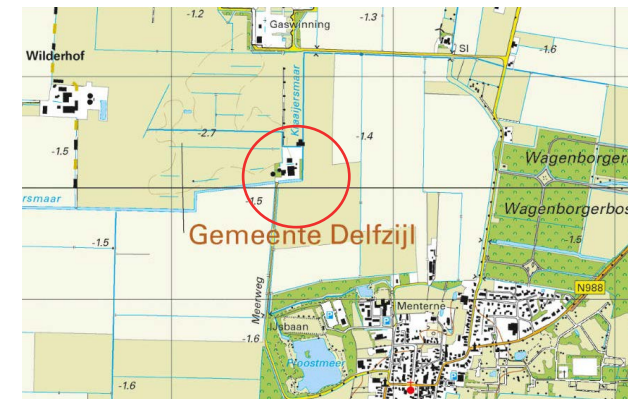 -1.2
Gaswinning
-1.3
Wilderhof
SI
-1.6
Kraaijersmaar
-2.7
-1.4
-1.5
Wagenborgerb
rsmaar
-1.5
Wagenborgerbos
-1.5
Gemeente Delfzijl
-1.5
N988
Meerweg
Menterne
IJsbaan
-1.6
Proostmeer
-1.6